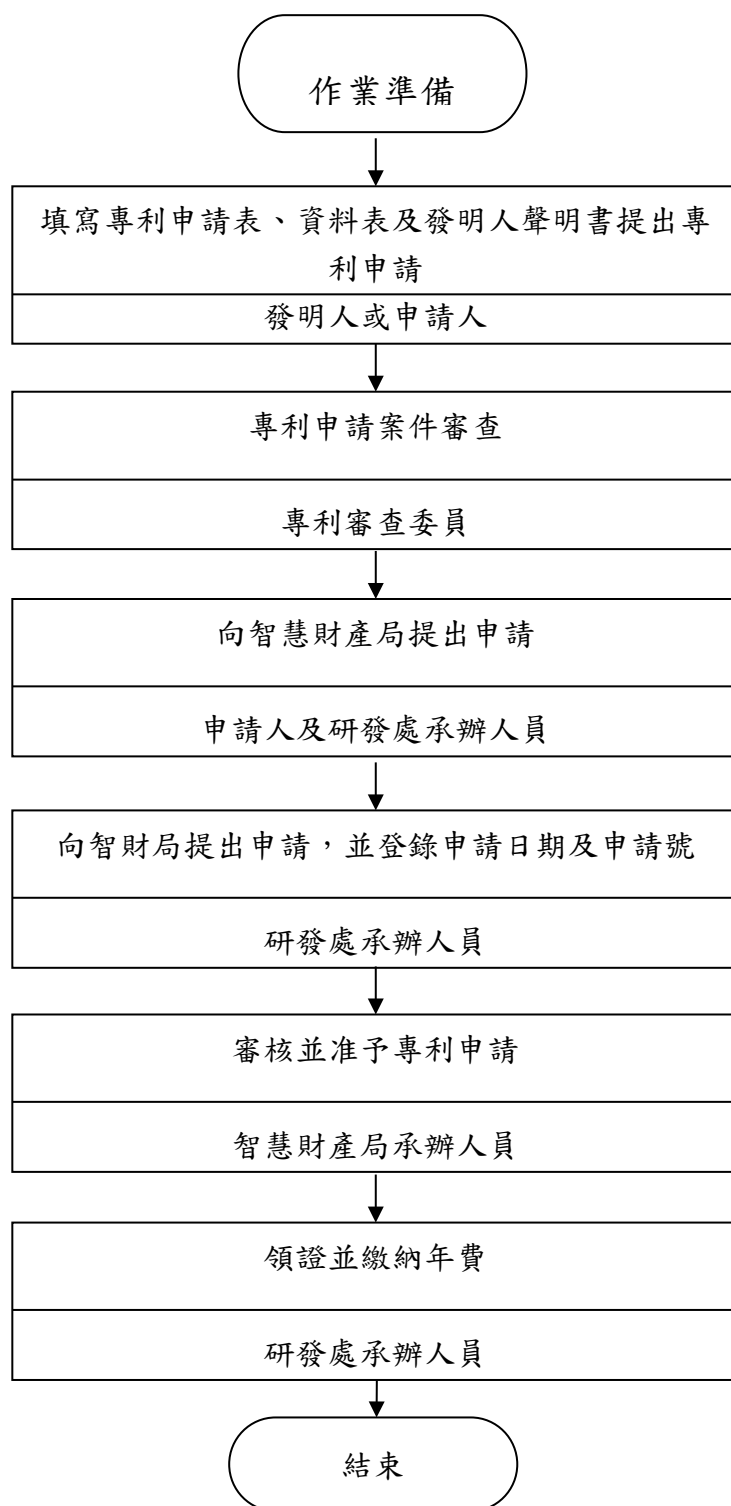 作業準備
填寫專利申請表、資料表及發明人聲明書提出專
利申請
發明人或申請人
專利申請案件審查
專利審查委員
向智慧財產局提出申請
申請人及研發處承辦人員
向智財局提出申請，並登錄申請日期及申請號
研發處承辦人員
審核並准予專利申請
智慧財產局承辦人員
領證並繳納年費
研發處承辦人員
結束